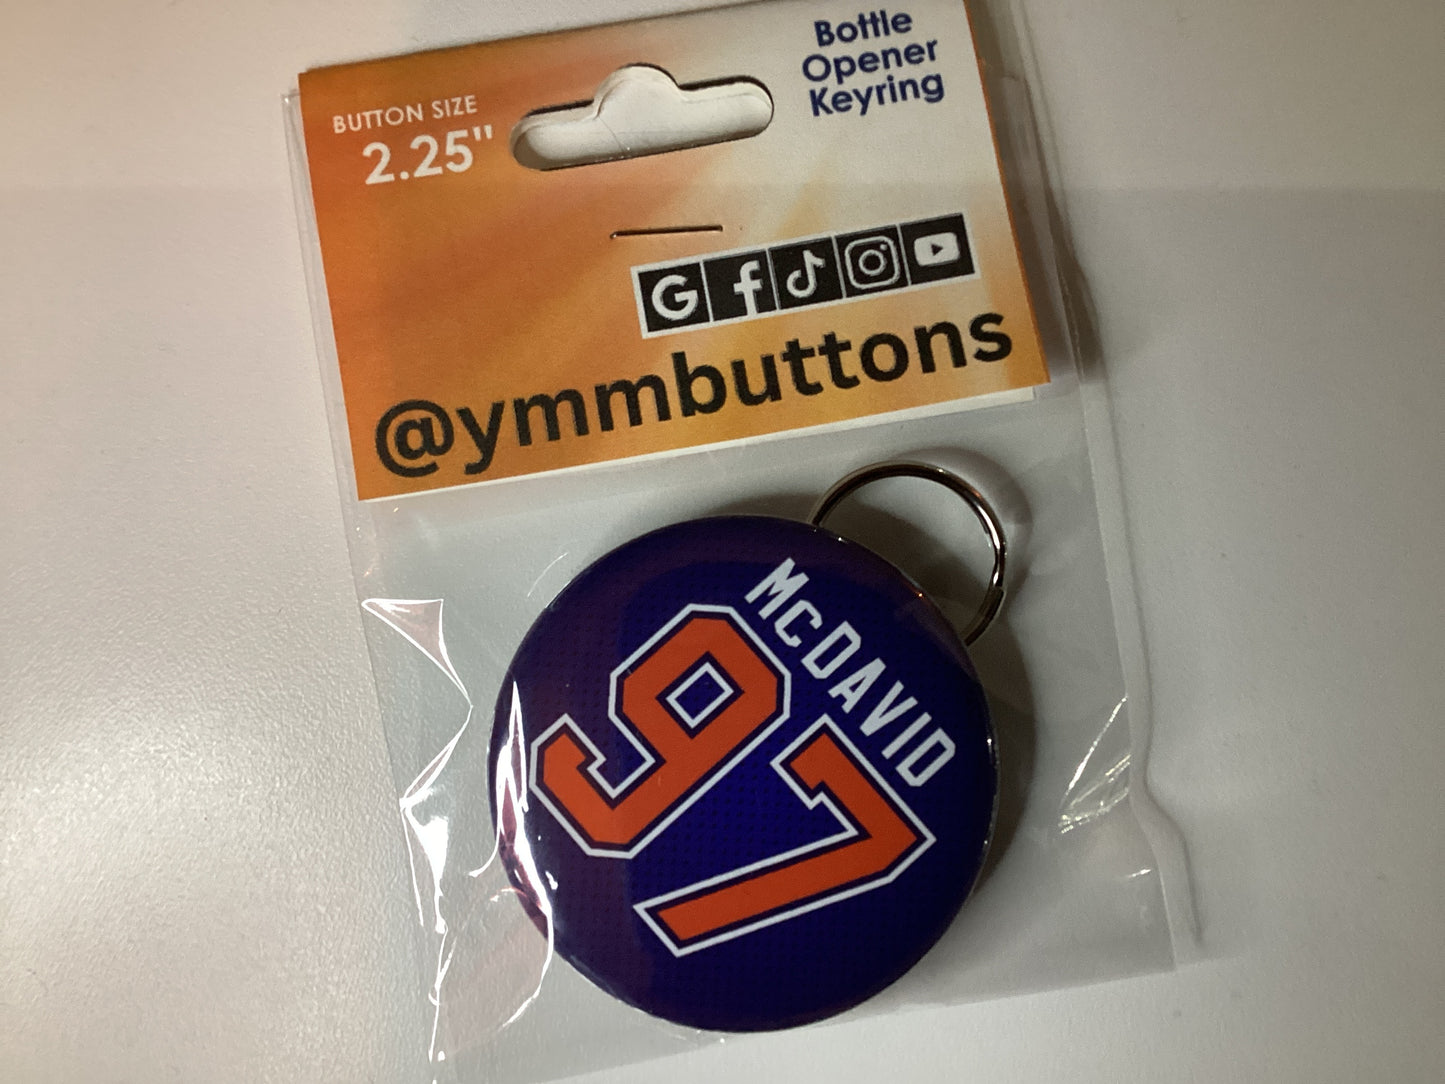 BUTTON SIZE
2.25"
Bottle
Opener
Keyring
@ymmbuttons
McDAVID
97